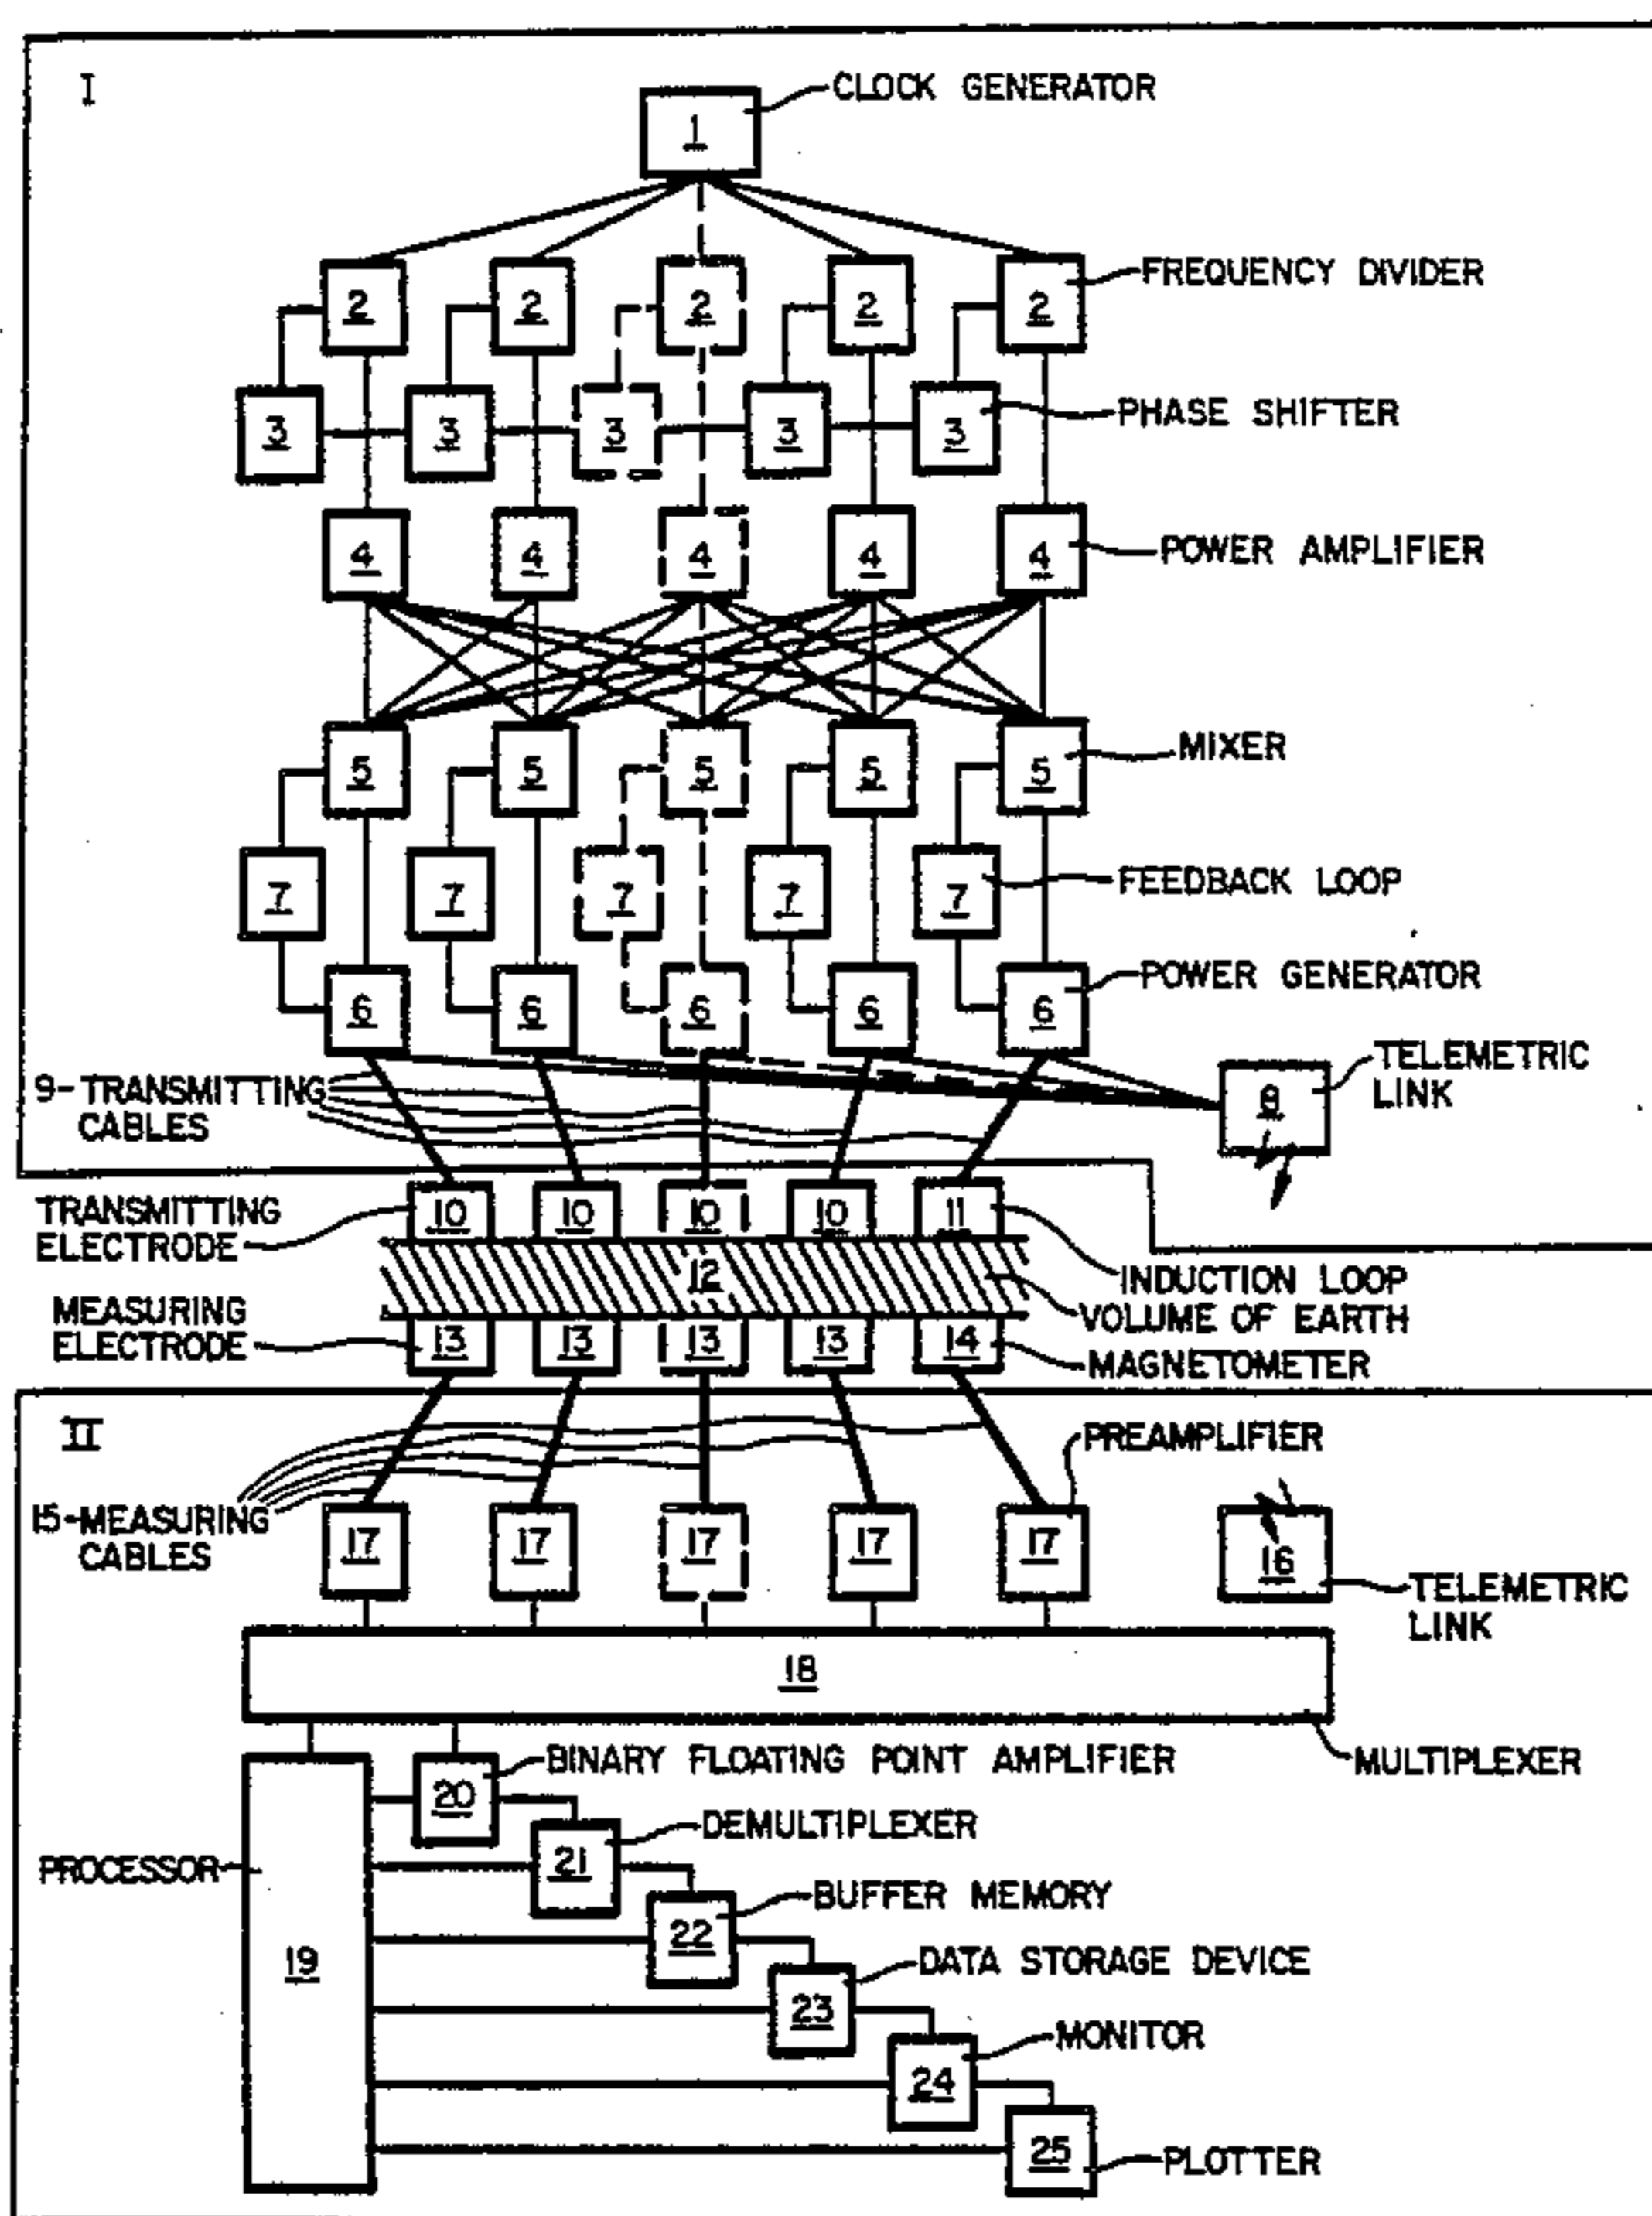 I
CLOCK GENERATOR
1
2 2 2 2 2
FREQUENCY DIVIDER
3 3 3 3 3
PHASE SHIFTER
4 4 4 4 4
POWER AMPLIFIER
5 5 5 5 5
MIXER
7 7 7 7 7
FEEDBACK LOOP
6 6 6 6 6
POWER GENERATOR
9-TRANSMITTING
CABLES
8
TELEMETRIC
LINK
TRANSMITTING
ELECTRODE
10 10 10 10 11
12
INDUCTION LOOP
VOLUME OF EARTH
MEASURING
ELECTRODE
13 13 13 13 14
MAGNETOMETER
II
PREAMPLIFIER
15-MEASURING
CABLES
17 17 17 17 17
16
TELEMETRIC
LINK
18
MULTIPLEXER
BINARY FLOATING POINT AMPLIFIER
20
DEMULTIPLEXER
21
PROCESSOR
BUFFER MEMORY
22
19
DATA STORAGE DEVICE
23
MONITOR
24
25
PLOTTER